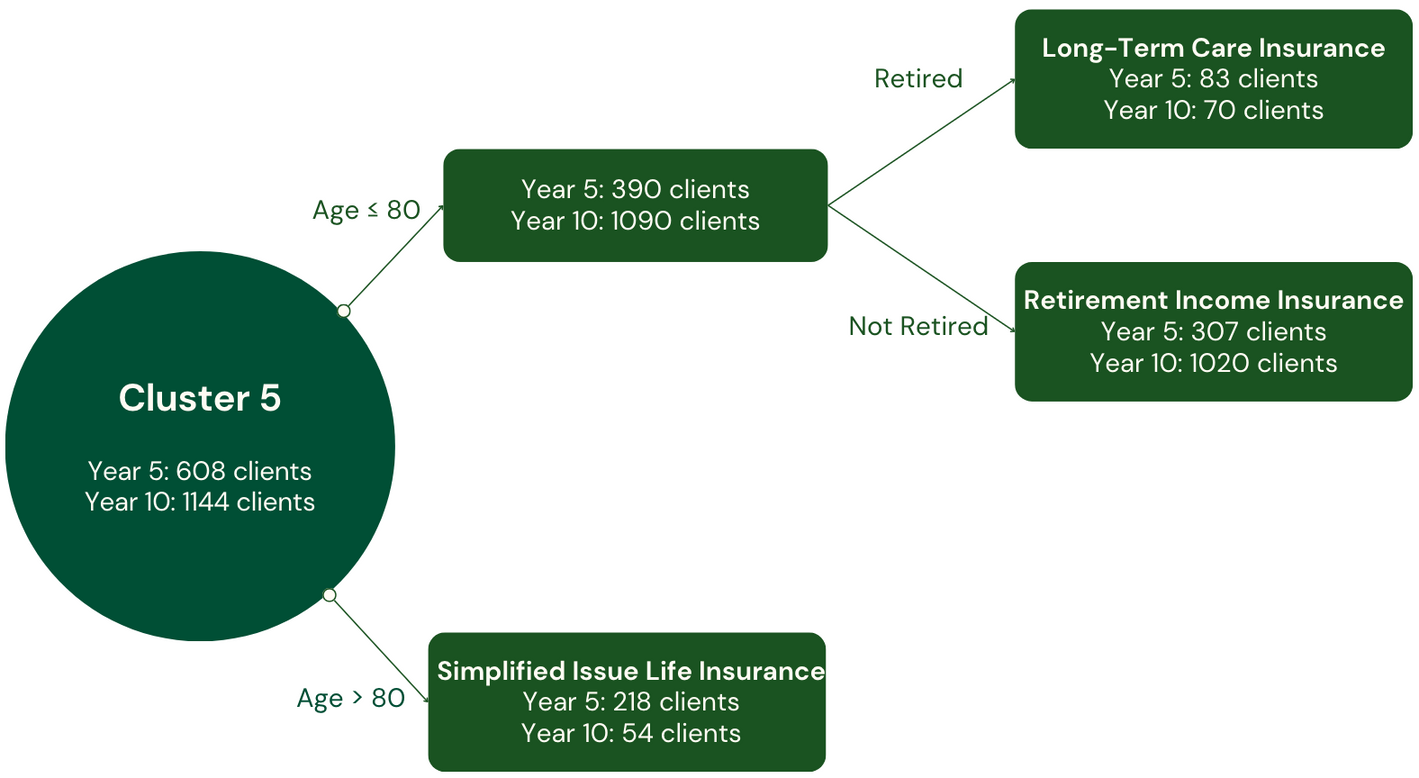 Cluster 5
Year 5: 608 clients
Year 10: 1144 clients
Age ≤ 80
Year 5: 390 clients
Year 10: 1090 clients
Retired
Long-Term Care Insurance
Year 5: 83 clients
Year 10: 70 clients
Not Retired
Retirement Income Insurance
Year 5: 307 clients
Year 10: 1020 clients
Age > 80
Simplified Issue Life Insurance
Year 5: 218 clients
Year 10: 54 clients